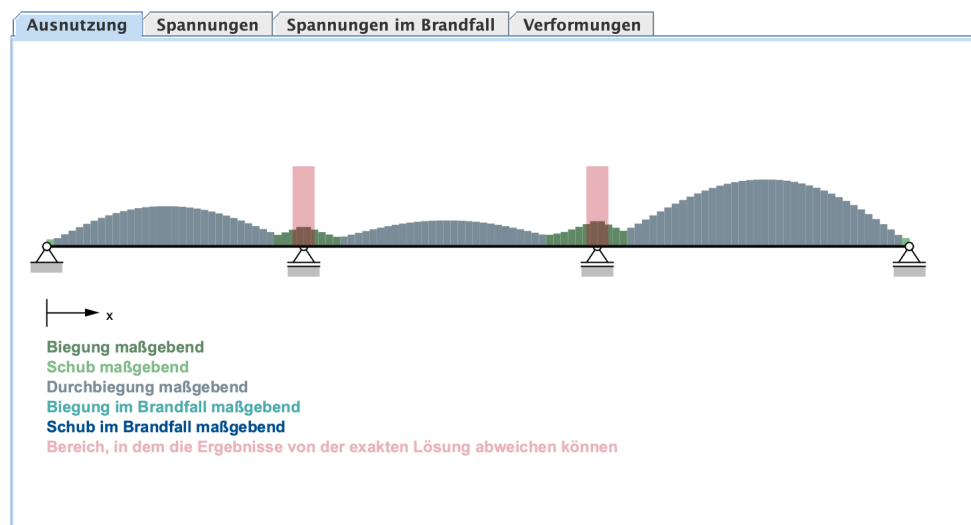 Ausnutzung Spannungen Spannungen im Brandfall Verformungen
x
Biegung maßgebend
Schub maßgebend
Durchbiegung maßgebend
Biegung im Brandfall maßgebend
Schub im Brandfall maßgebend
Bereich, in dem die Ergebnisse von der exakten Lösung abweichen können